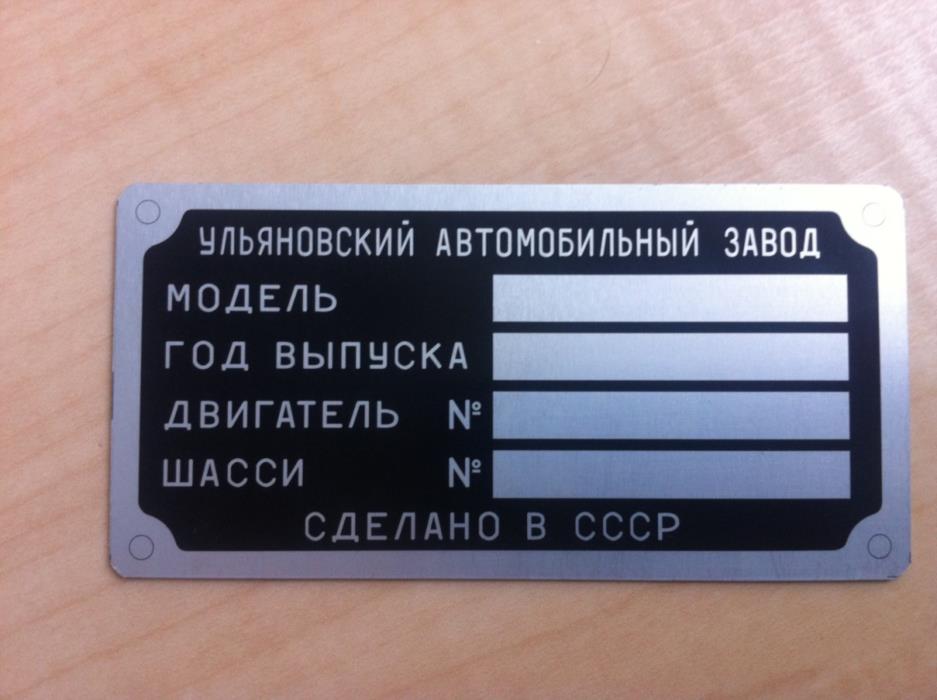 УЛЬЯНОВСКИЙ АВТОМОБИЛЬНЫЙ ЗАВОД
МОДЕЛЬ
ГОД ВЫПУСКА
ДВИГАТЕЛЬ №
ШАССИ №
СДЕЛАНО В СССР